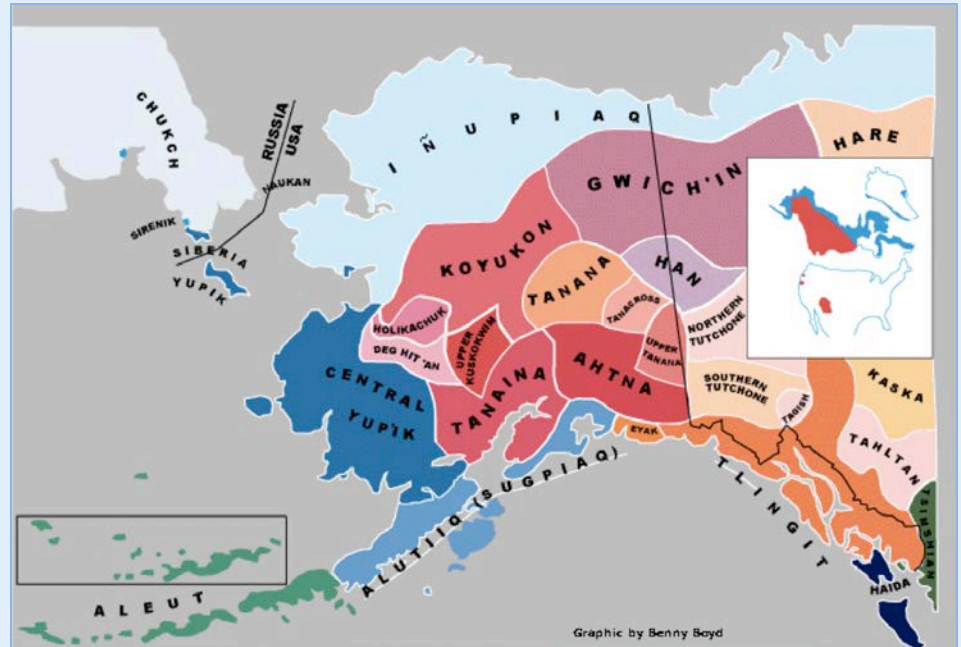 CHUKCH
RUSSIA
USA
NAUKAN
SIRENIK
SIBERIA
YUPIK
IÑUPIAQ
GWICH'IN
HARE
KOYUKON
TANANA
HAN
TANACROSS
NORTHERN
TUTCHONE
HOLIKACHUK
DEG HIT'AN
UPPER
KUSKOKWIM
UPPER
TANANA
CENTRAL
YUP'IK
TANAINA
AHTNA
SOUTHERN
TUTCHONE
TAGISH
KASKA
EYAK
TAHLTAN
ALUTIIQ (SUGPIAQ)
TLINGIT
TSIMSHIAN
HAIDA
ALEUT
Graphic by Benny Boyd